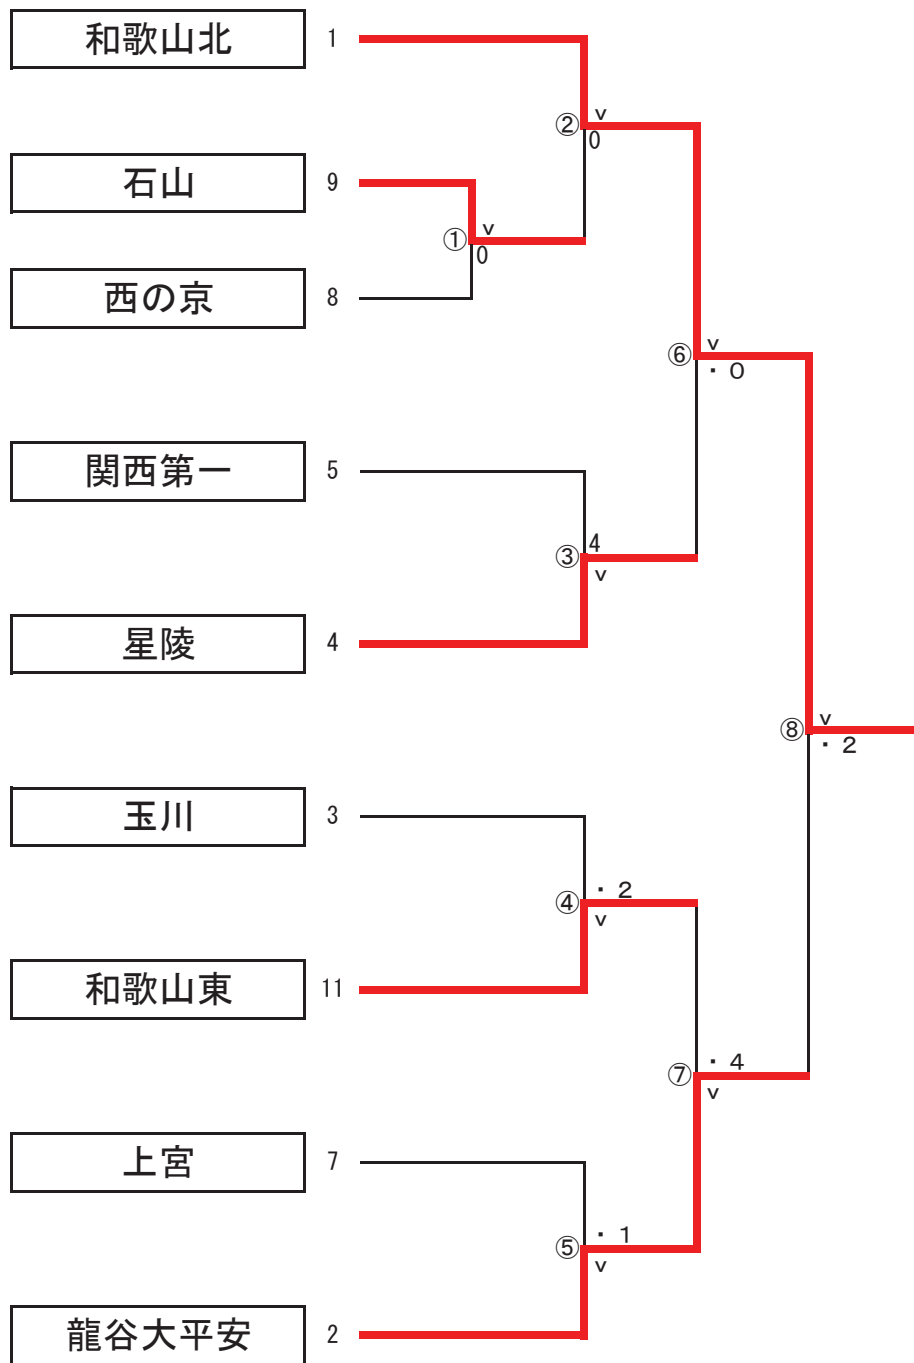 和歌山北 1
② v
0
石山 9
① v
0
西の京 8
⑥ v
・ 0
関西第一 5
③ 4
v
星陵 4
⑧ v
・ 2
玉川 3
④ ・ 2
v
和歌山東 11
⑦ ・ 4
v
上宮 7
⑤ ・ 1
v
龍谷大平安 2